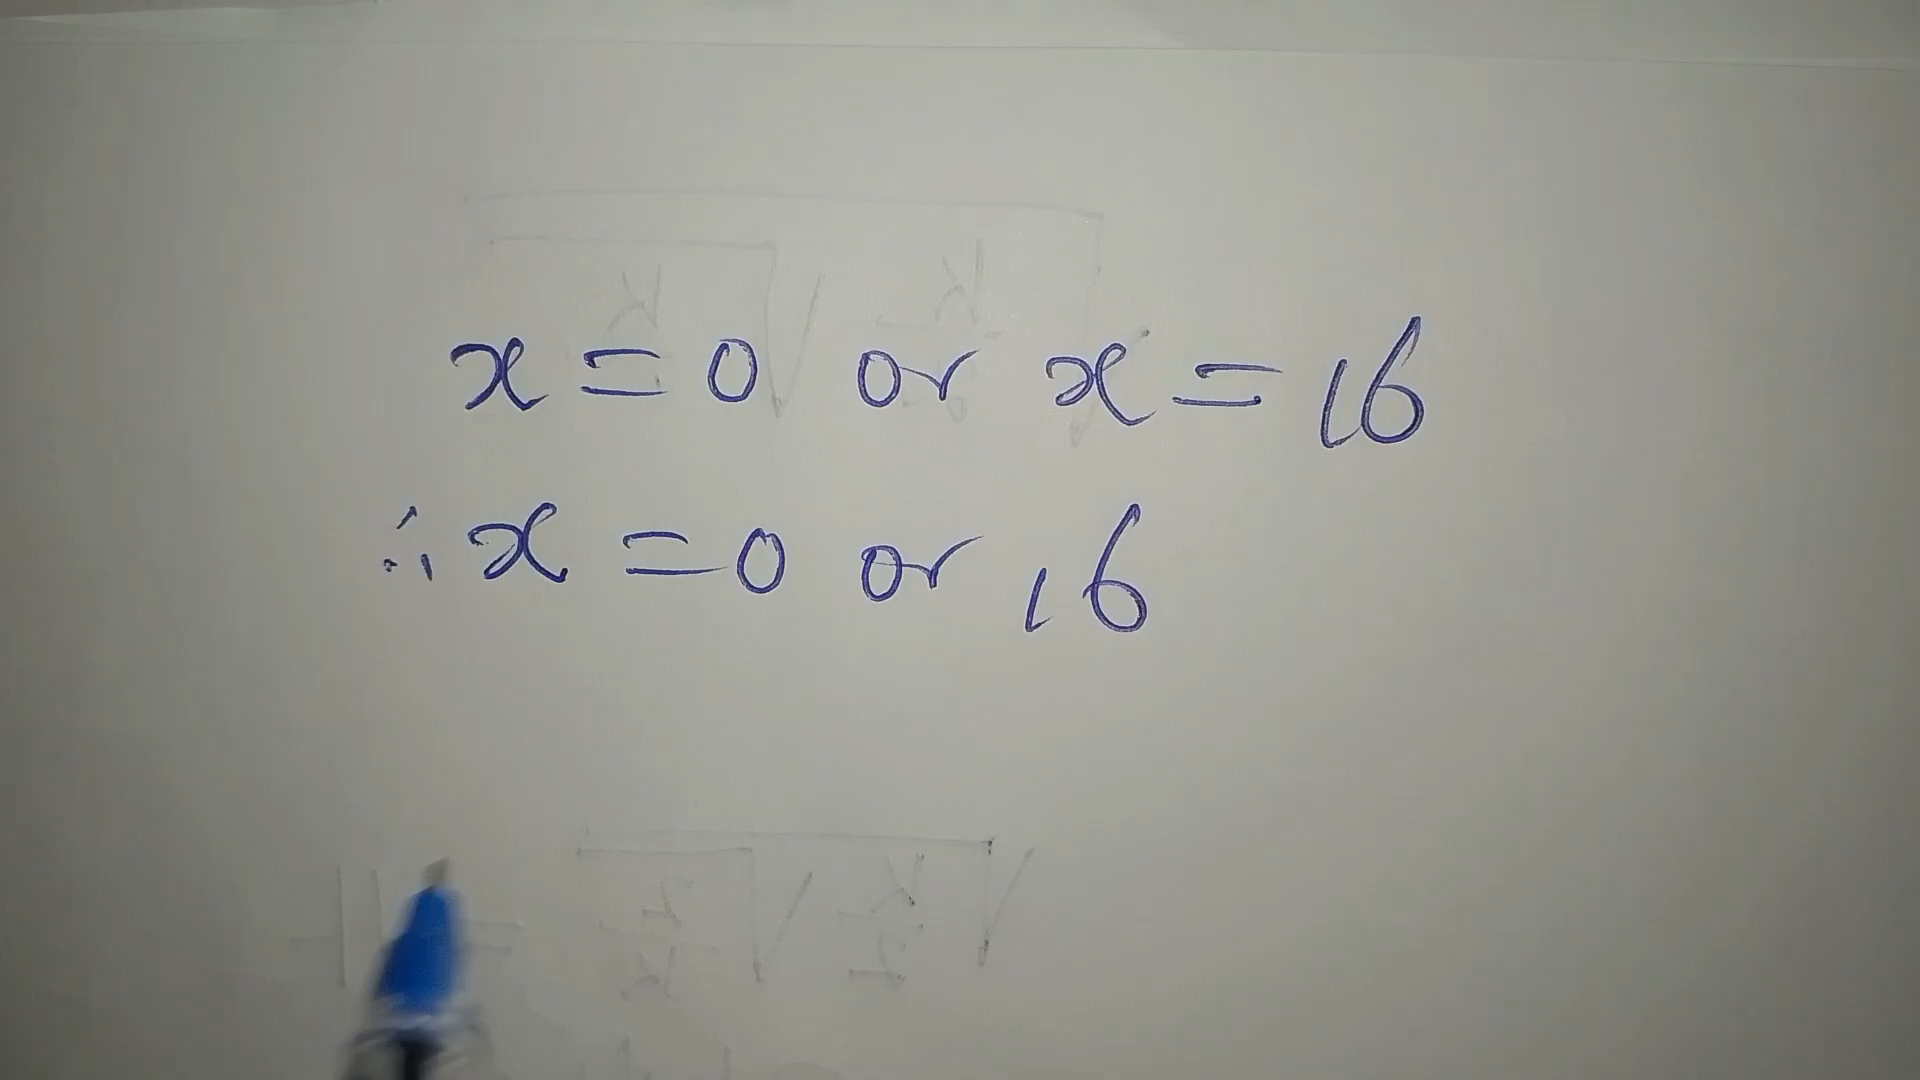 x = 0 or x = 16
∴ x = 0 or 16